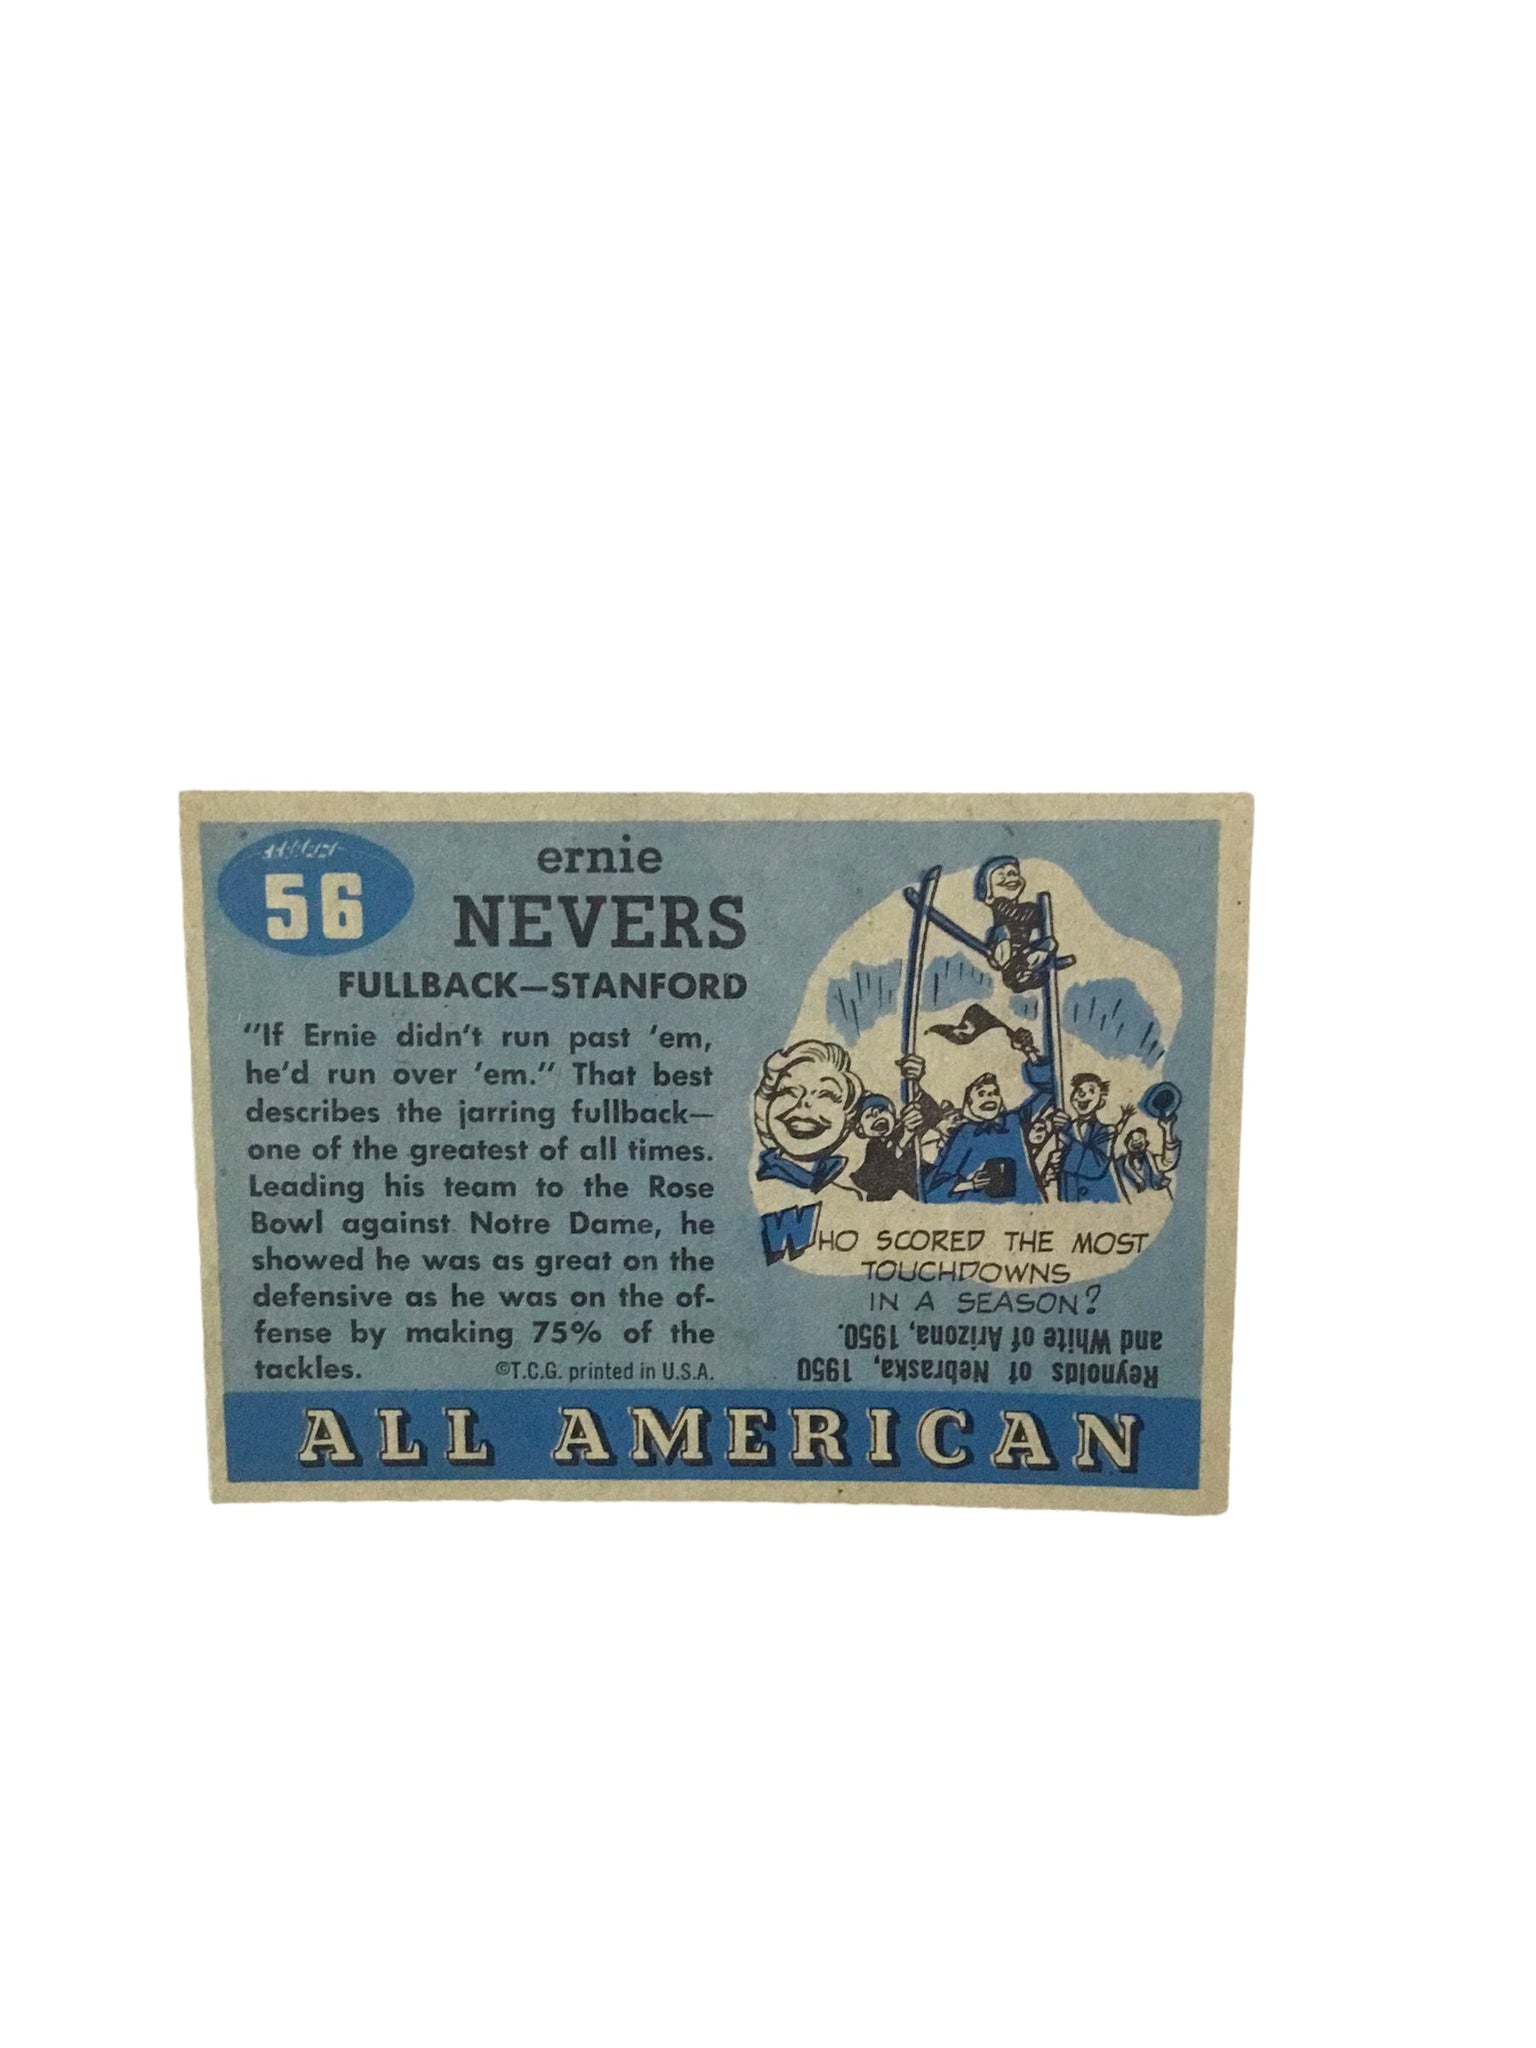 56
ernie
NEVERS
FULLBACK—STANFORD
"If Ernie didn't run past 'em,
he'd run over 'em." That best
describes the jarring fullback—
one of the greatest of all times.
Leading his team to the Rose
Bowl against Notre Dame, he
showed he was as great on the
defensive as he was on the of-
fense by making 75% of the
tackles.
©T.C.G. printed in U.S.A.
WHO SCORED THE MOST
TOUCHDOWNS
IN A SEASON?
Reynolds of Nebraska, 1950
and White of Arizona, 1950.
ALL AMERICAN